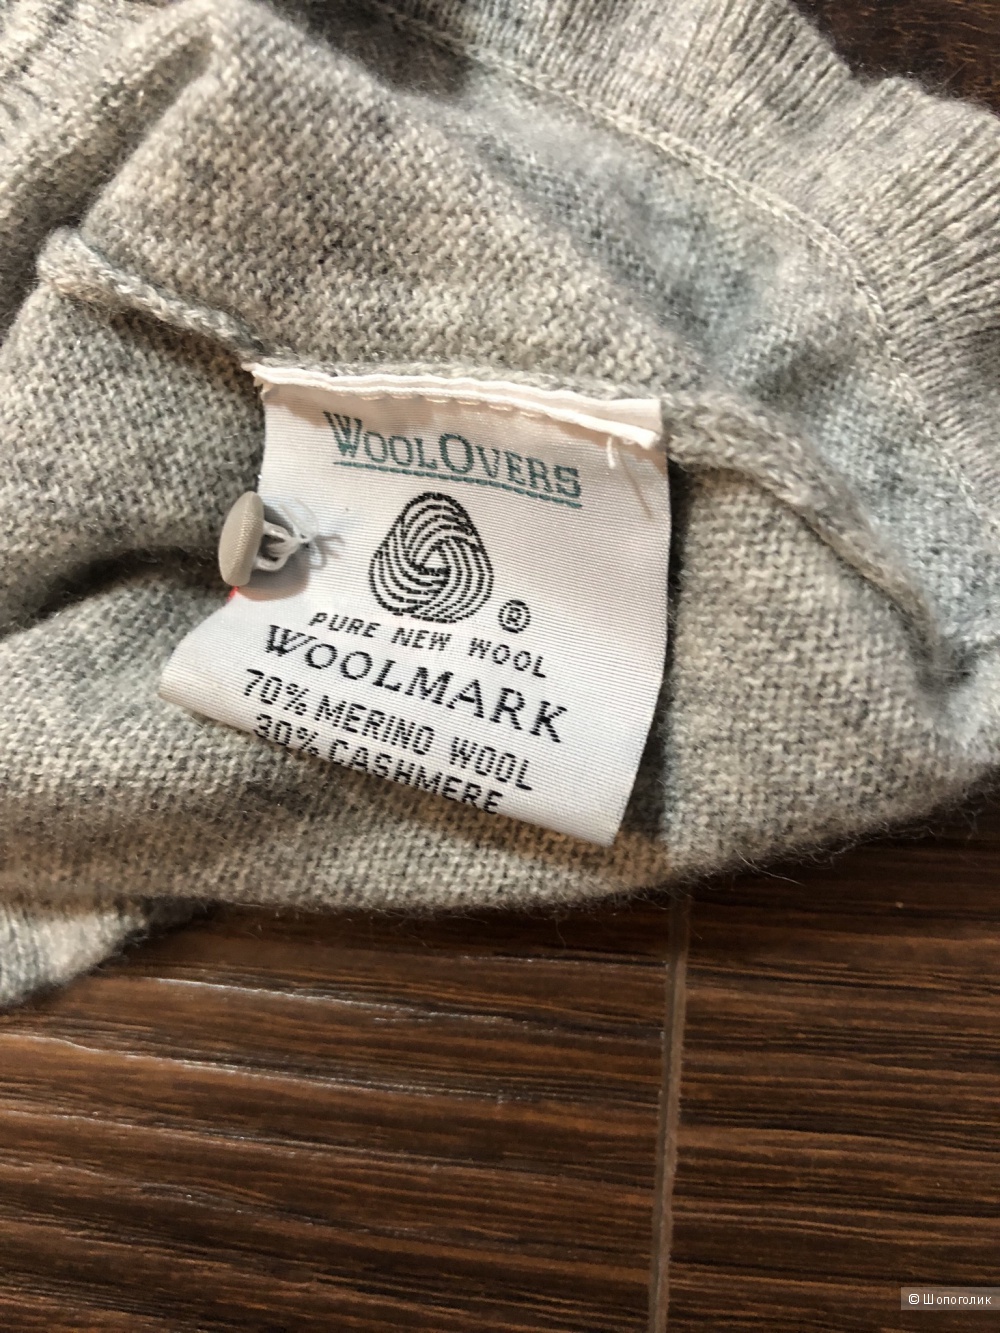 WOOLOVERS
®
PURE NEW WOOL
WOOLMARK
70% MERINO WOOL
30% CASHMERE
© Шопоголик